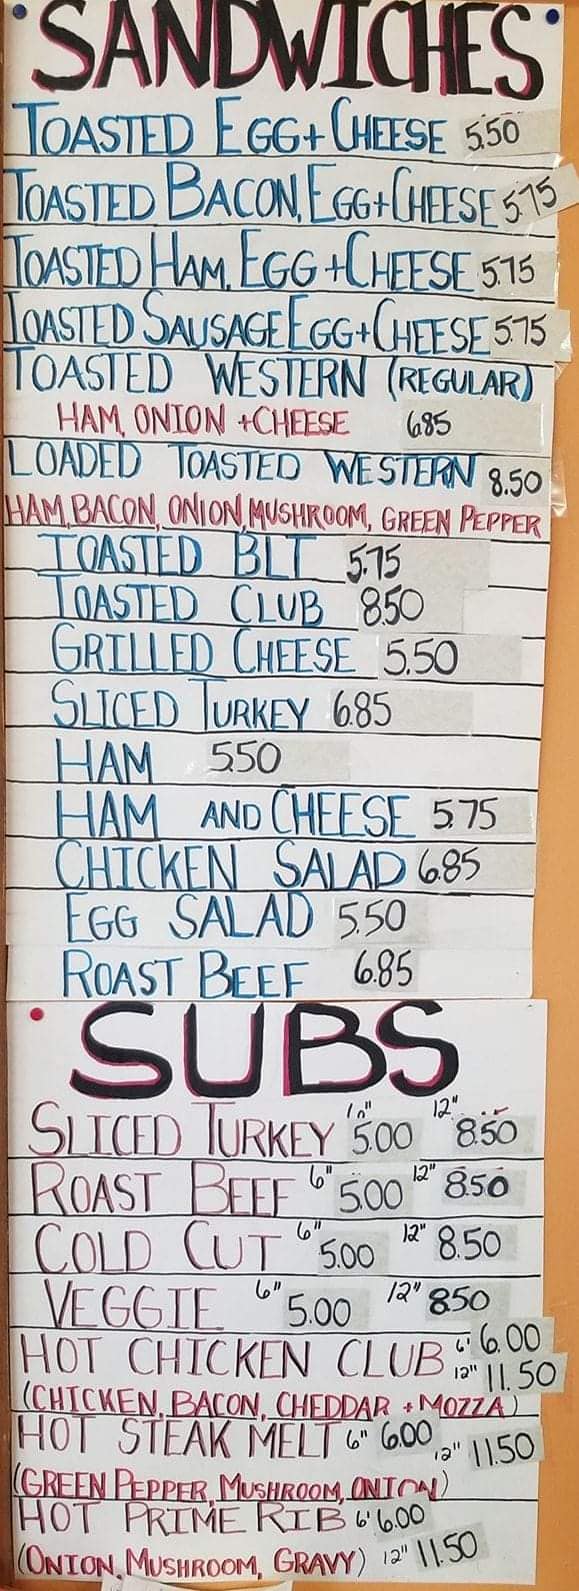 SANDWICHES
TOASTED EGG + CHEESE 5.50
TOASTED BACON, EGG + CHEESE 5.75
TOASTED HAM, EGG + CHEESE 5.75
TOASTED SAUSAGE EGG + CHEESE 5.75
TOASTED WESTERN (REGULAR)
HAM, ONION + CHEESE 6.85
LOADED TOASTED WESTERN 8.50
HAM, BACON, ONION, MUSHROOM, GREEN PEPPER
TOASTED BLT 5.75
TOASTED CLUB 8.50
GRILLED CHEESE 5.50
SLICED TURKEY 6.85
HAM 5.50
HAM AND CHEESE 5.75
CHICKEN SALAD 6.85
EGG SALAD 5.50
ROAST BEEF 6.85
SUBS
SLICED TURKEY 6" 5.00 12" 8.50
ROAST BEEF 6" 5.00 12" 8.50
COLD CUT 6" 5.00 12" 8.50
VEGGIE 6" 5.00 12" 8.50
HOT CHICKEN CLUB 6' 6.00
12" 11.50
(CHICKEN, BACON, CHEDDAR + MOZZA)
HOT STEAK MELT 6" 6.00 12" 11.50
(GREEN PEPPER, MUSHROOM, ONION)
HOT PRIME RIB 6' 6.00
(ONION, MUSHROOM, GRAVY) 12" 11.50